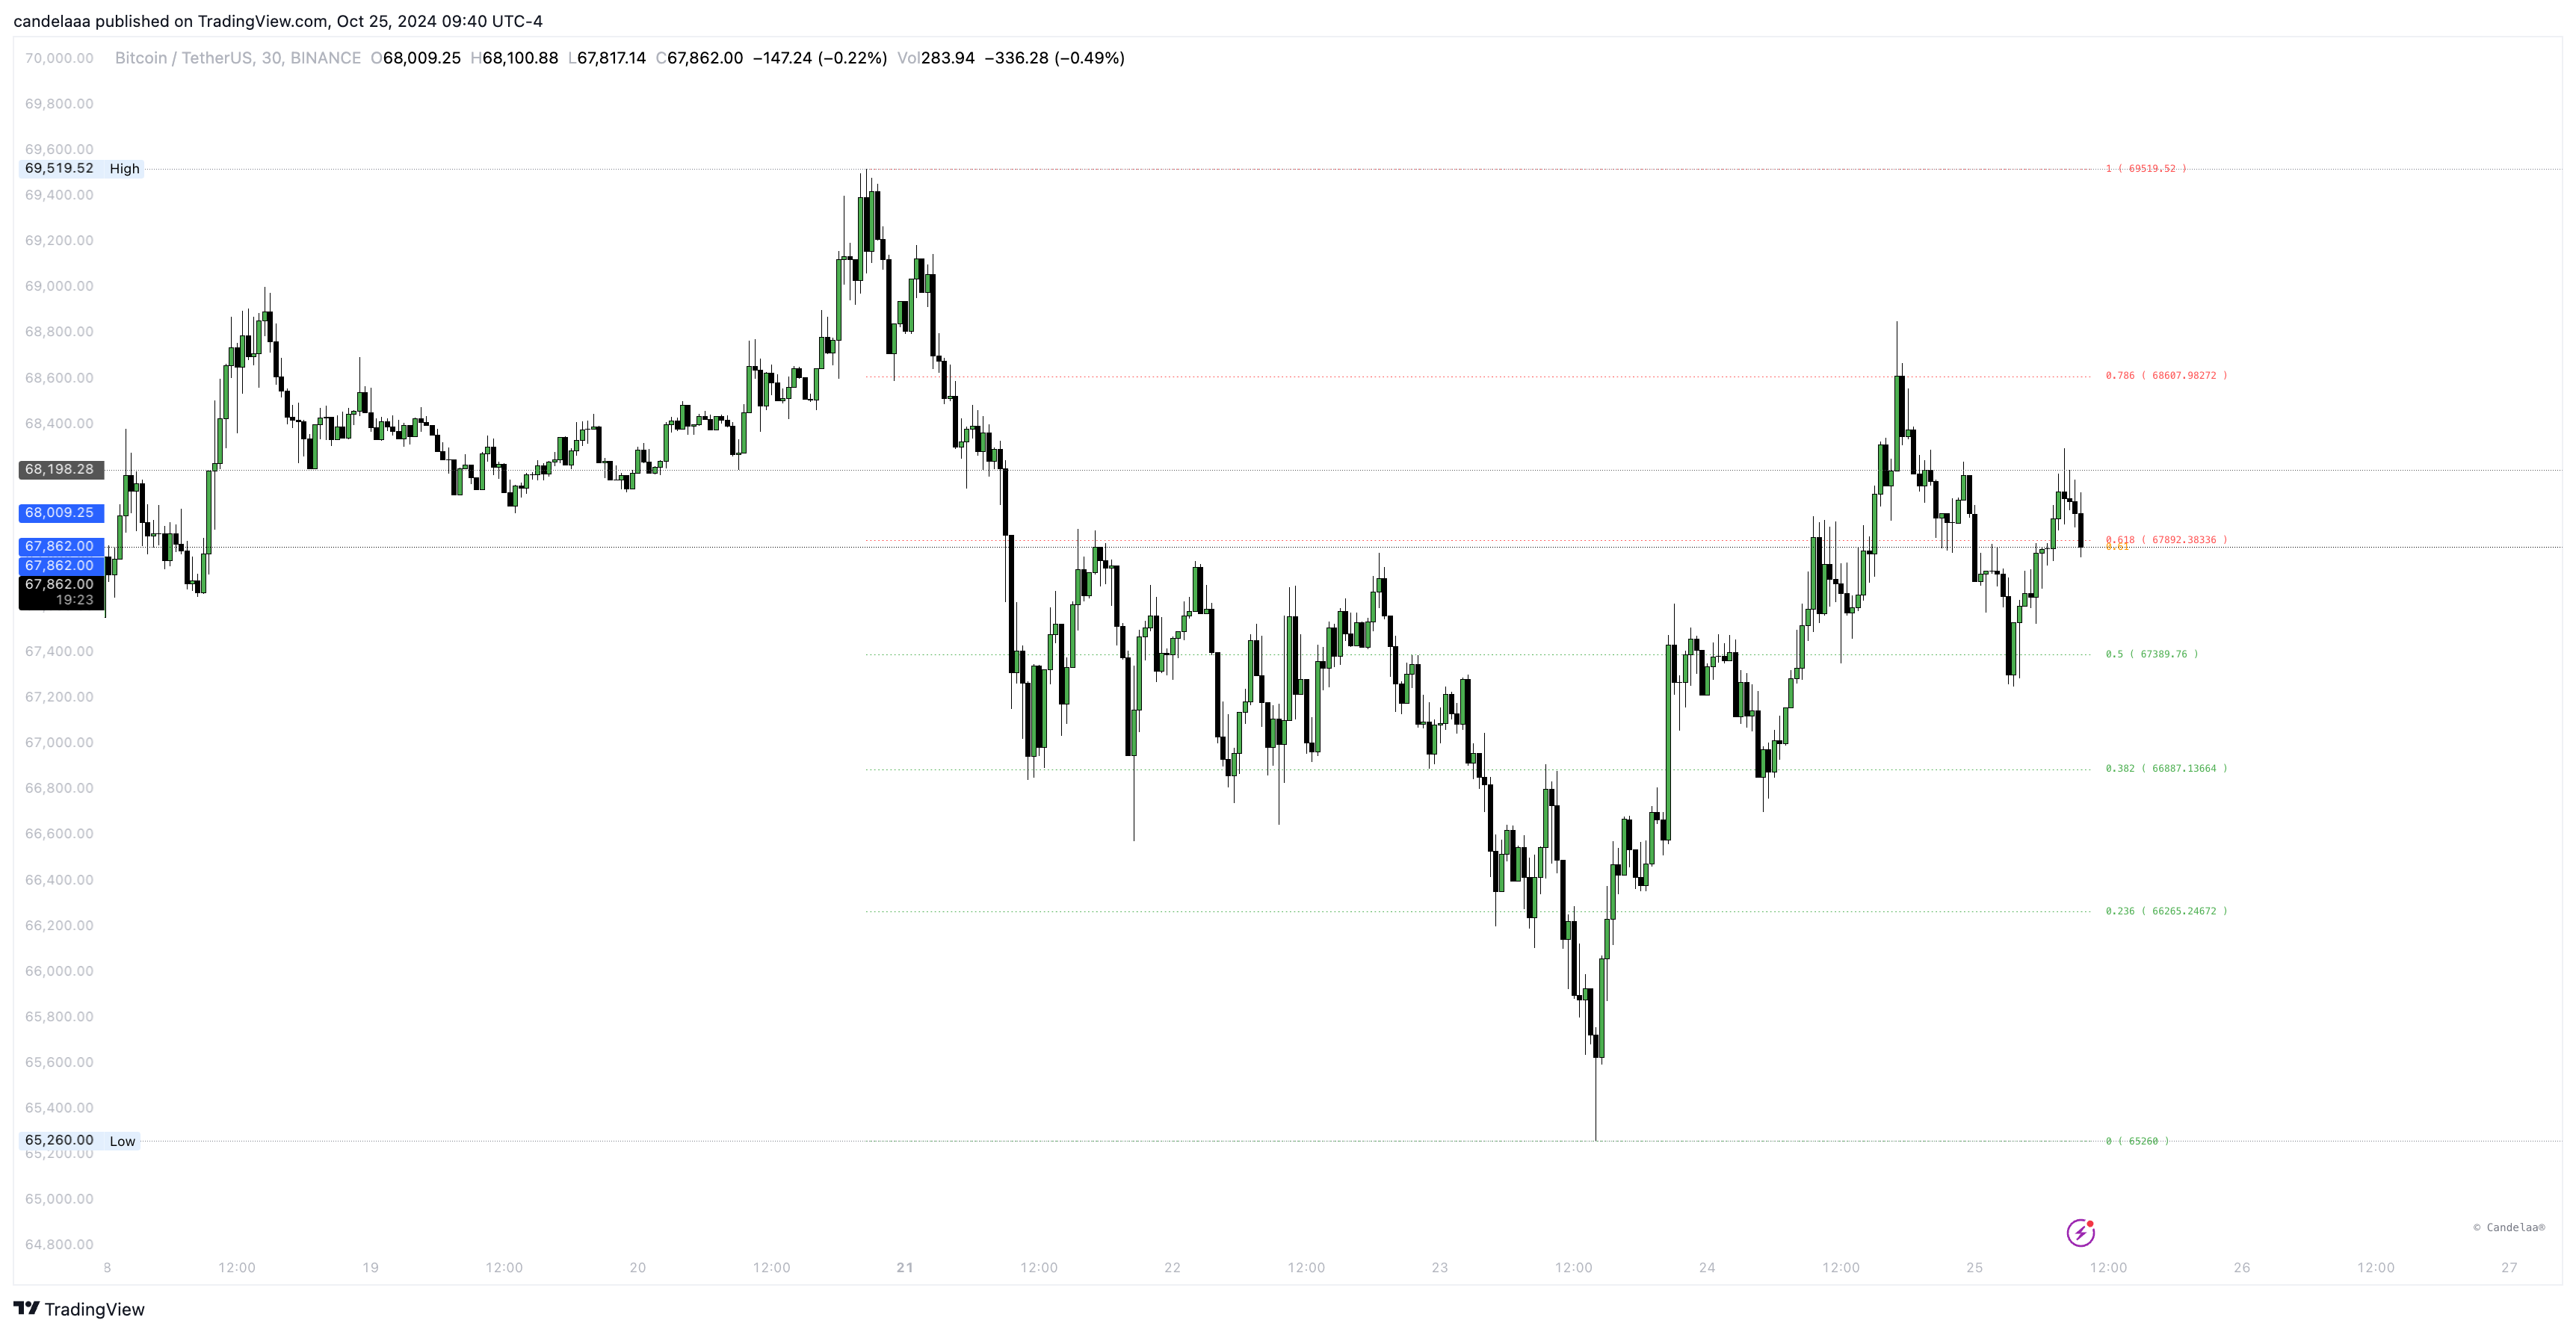 candelaaa published on TradingView.com, Oct 25, 2024 09:40 UTC-4
Bitcoin / TetherUS, 30, BINANCE O68,009.25 H68,100.88 L67,817.14 C67,862.00 −147.24 (−0.22%) Vol283.94 −336.28 (−0.49%)
70,000.00
69,800.00
69,600.00
69,519.52 High
1 ( 69519.52 )
69,400.00
69,200.00
69,000.00
68,800.00
68,600.00
0.786 ( 68607.98272 )
68,400.00
68,198.28
68,009.25
0.618 ( 67892.38336 )
67,862.00
0.61
67,862.00
67,862.00
19:23
67,400.00
0.5 ( 67389.76 )
67,200.00
67,000.00
0.382 ( 66887.13664 )
66,800.00
66,600.00
66,400.00
0.236 ( 66265.24672 )
66,200.00
66,000.00
65,800.00
65,600.00
65,400.00
65,260.00 Low
0 ( 65260 )
65,200.00
65,000.00
© Candelaa®
64,800.00
8 12:00 19 12:00 20 12:00 21 12:00 22 12:00 23 12:00 24 12:00 25 12:00 26 12:00 27
TradingView